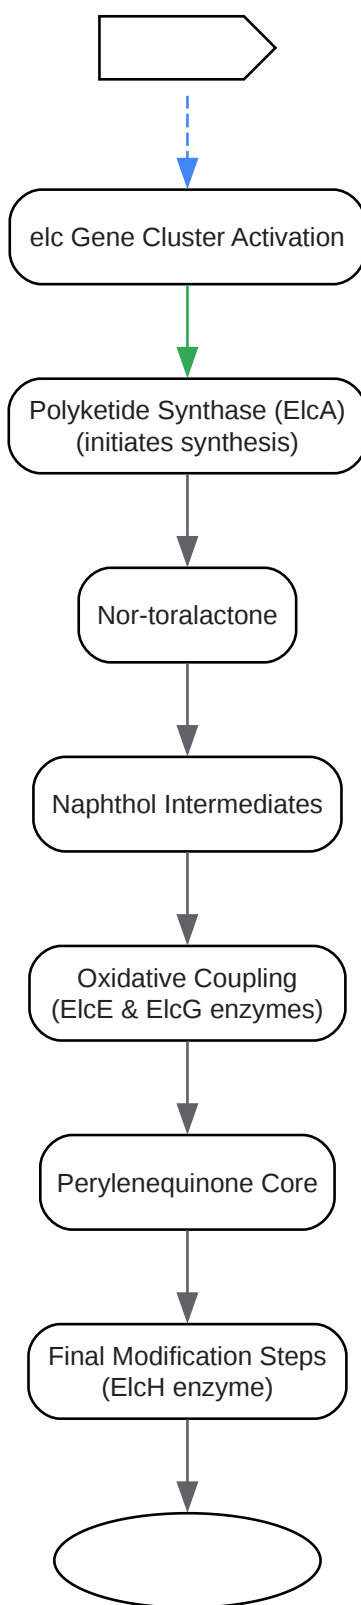 elc Gene Cluster Activation
Polyketide Synthase (ElcA)
(initiates synthesis)
Nor-toralactone
Naphthol Intermediates
Oxidative Coupling
(ElcE & ElcG enzymes)
Perylenequinone Core
Final Modification Steps
(ElcH enzyme)